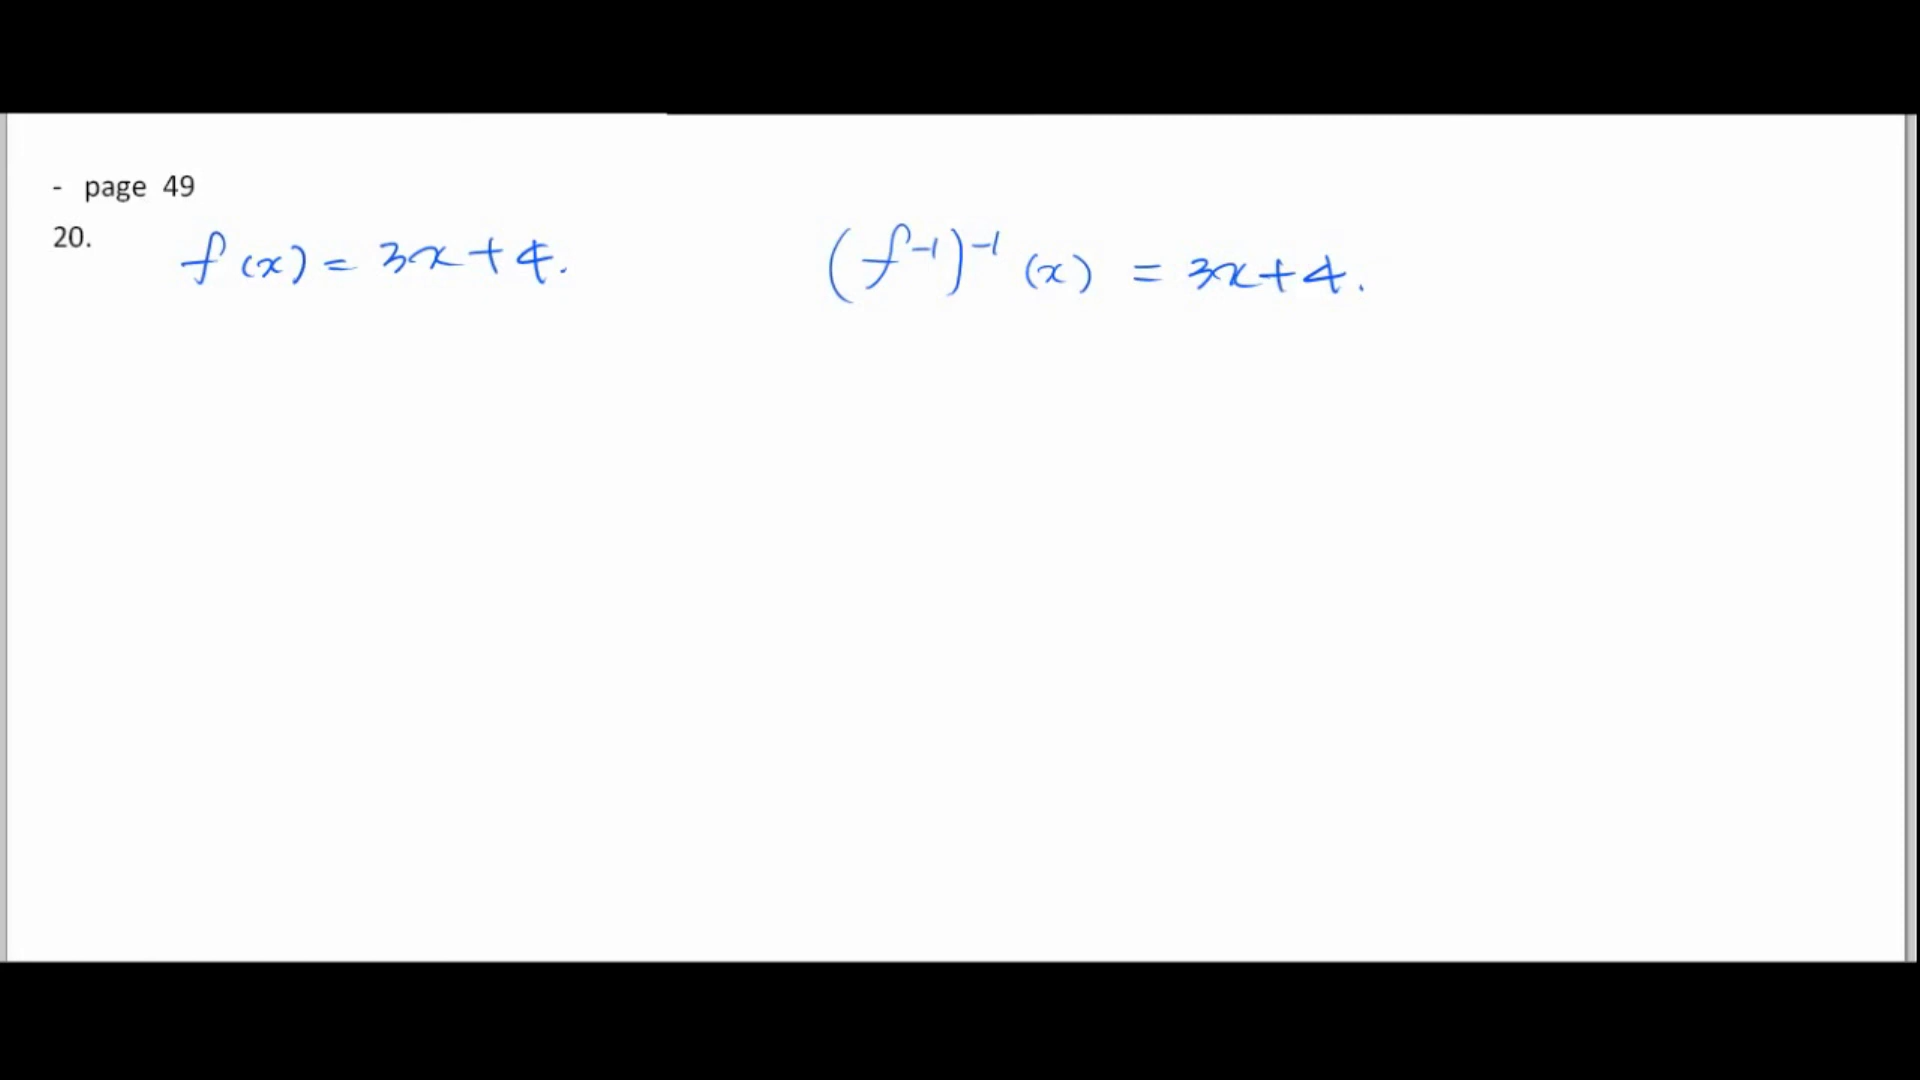 - page 49
20. f(x) = 3x+4. (f⁻¹)⁻¹ (x) = 3x+4.